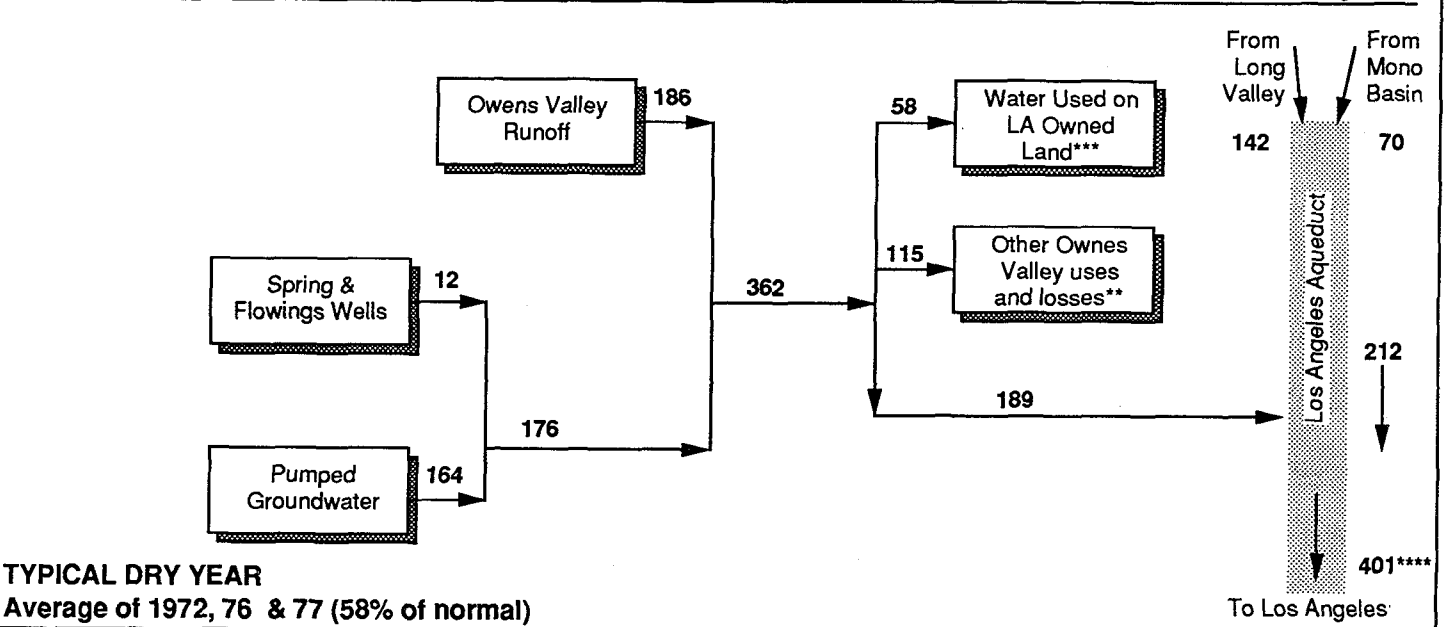 From
Long
Valley
From
Mono
Basin
142
70
Owens Valley
Runoff
186
58
Water Used on
LA Owned
Land***
115
Other Ownes
Valley uses
and losses**
Spring &
Flowings Wells
12
362
Los Angeles Aqueduct
212
189
176
Pumped
Groundwater
164
401****
To Los Angeles
TYPICAL DRY YEAR
Average of 1972, 76 & 77 (58% of normal)